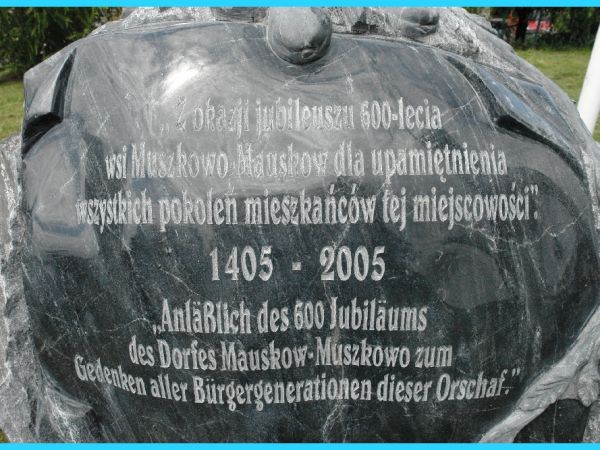 „Z okazji jubileuszu 600-lecia
wsi Muszkowo-Mauskow dla upamiętnienia
wszystkich pokoleń mieszkańców tej miejscowości".
1405 - 2005
„Anläßlich des 600 Jubiläums
des Dorfes Mauskow-Muszkowo zum
Gedenken aller Bürgergenerationen dieser Orschaf."